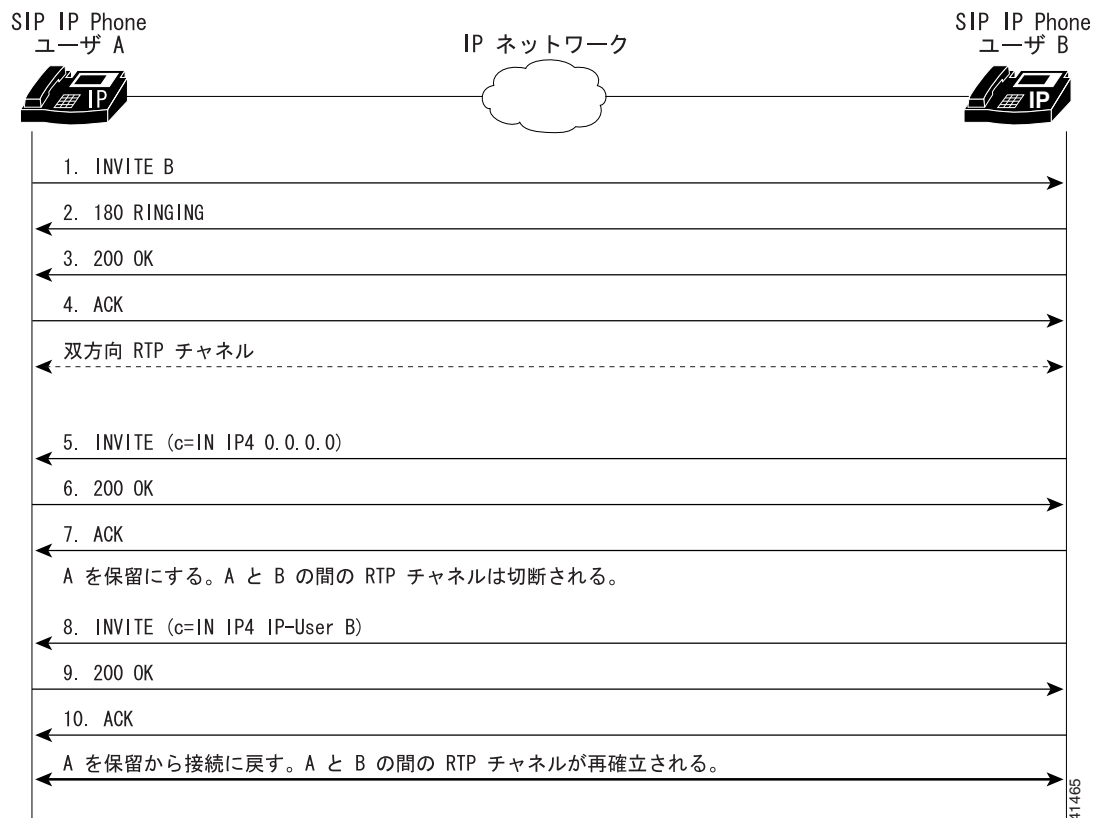 SIP IP Phone
ユーザ A
IP ネットワーク
SIP IP Phone
ユーザ B
IP
IP
1. INVITE B
2. 180 RINGING
3. 200 OK
4. ACK
双方向 RTP チャネル
5. INVITE (c=IN IP4 0.0.0.0)
6. 200 OK
7. ACK
A を保留にする。A と B の間の RTP チャネルは切断される。
8. INVITE (c=IN IP4 IP-User B)
9. 200 OK
10. ACK
A を保留から接続に戻す。A と B の間の RTP チャネルが再確立される。
41465